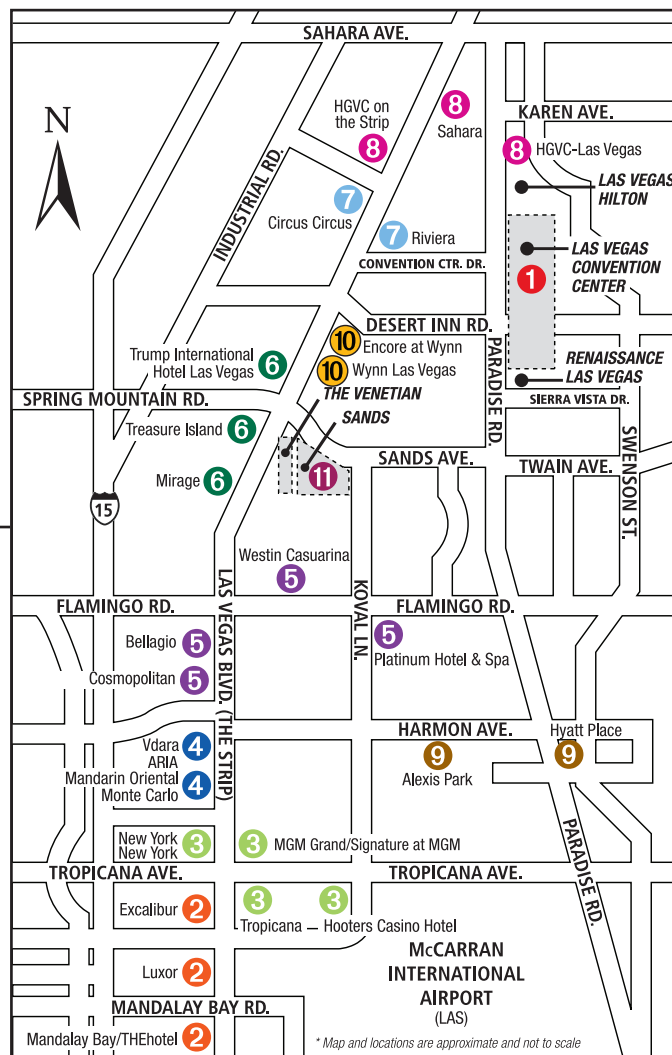 SAHARA AVE.
N
HGVC on
the Strip
8
8
Sahara
KAREN AVE.
8
HGVC-Las Vegas
INDUSTRIAL RD.
LAS VEGAS
HILTON
7
Circus Circus
7
Riviera
CONVENTION CTR. DR.
LAS VEGAS
CONVENTION
CENTER
1
DESERT INN RD.
10
Encore at Wynn
10
Wynn Las Vegas
Trump International
Hotel Las Vegas
6
PARADISE RD.
RENAISSANCE
LAS VEGAS
SPRING MOUNTAIN RD.
THE VENETIAN
SANDS
SIERRA VISTA DR.
Treasure Island
6
SANDS AVE.
TWAIN AVE.
SWENSON ST.
Mirage
6
11
15
Westin Casuarina
5
LAS VEGAS BLVD. (THE STRIP)
KOVAL LN.
FLAMINGO RD.
FLAMINGO RD.
Bellagio
5
5
Platinum Hotel & Spa
Cosmopolitan
5
HARMON AVE.
Hyatt Place
9
Vdara
ARIA
4
9
Alexis Park
Mandarin Oriental
Monte Carlo
4
New York
New York
3
3
MGM Grand/Signature at MGM
PARADISE RD.
TROPICANA AVE.
TROPICANA AVE.
Excalibur
2
3
3
Tropicana
Hooters Casino Hotel
Luxor
2
McCARRAN
INTERNATIONAL
AIRPORT
(LAS)
MANDALAY BAY RD.
Mandalay Bay/THEhotel
2
* Map and locations are approximate and not to scale